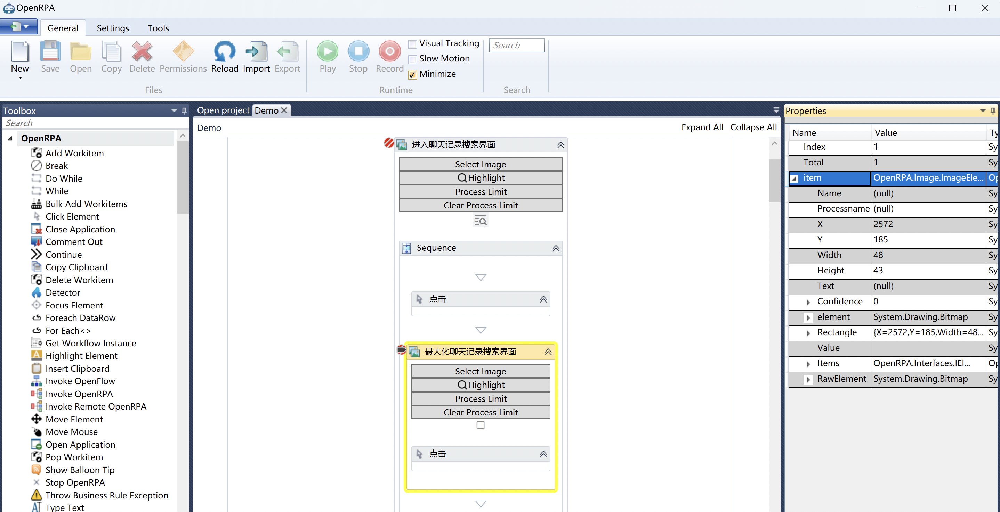 OpenRPA
General Settings Tools
New Save Open Copy Delete Permissions Reload Import Export
Files
Play Stop Record
Visual Tracking
Slow Motion
Minimize
Runtime
Search
Search
Toolbox
Search
OpenRPA
Add Workitem
Break
Do While
While
Bulk Add Workitems
Click Element
Close Application
Comment Out
Continue
Copy Clipboard
Delete Workitem
Detector
Focus Element
Foreach DataRow
For Each<>
Get Workflow Instance
Highlight Element
Insert Clipboard
Invoke OpenFlow
Invoke OpenRPA
Invoke Remote OpenRPA
Move Element
Move Mouse
Open Application
Pop Workitem
Show Balloon Tip
Stop OpenRPA
Throw Business Rule Exception
Type Text
Open project Demo
Demo Expand All Collapse All
进入聊天记录搜索界面
Select Image
Highlight
Process Limit
Clear Process Limit
Sequence
点击
最大化聊天记录搜索界面
Select Image
Highlight
Process Limit
Clear Process Limit
点击
Properties
Name Value Ty
Index 1 Sy
Total 1 Sy
item OpenRPA.Image.ImageEle... Op
Name (null) Sy
Processname (null) Sy
X 2572 Sy
Y 185 Sy
Width 48 Sy
Height 43 Sy
Text (null) Sy
Confidence 0 Sy
element System.Drawing.Bitmap Sy
Rectangle {X=2572,Y=185,Width=48... Sy
Value Sy
Items OpenRPA.Interfaces.IEl... Op
RawElement System.Drawing.Bitmap Sy